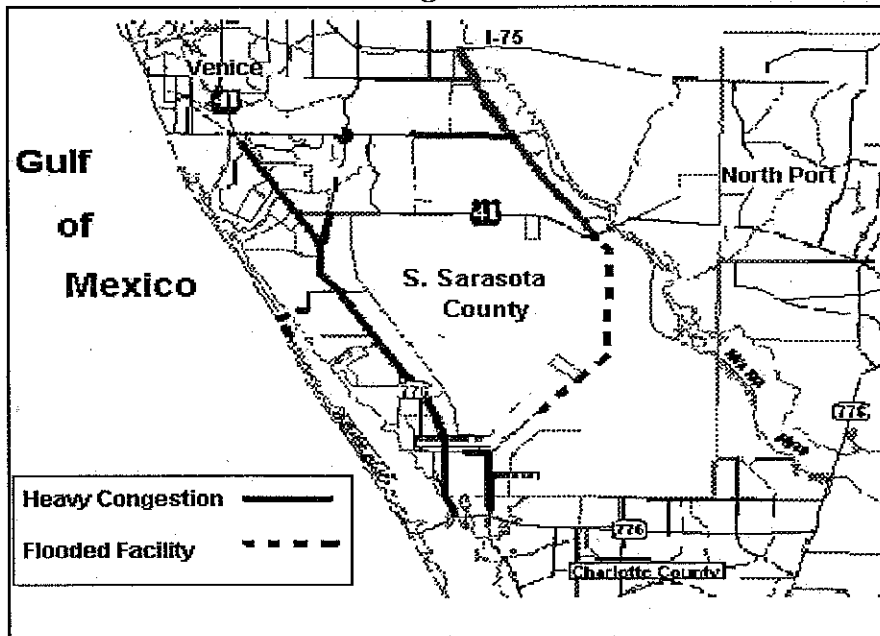 I-75
Venice
41
Gulf
of
Mexico
North Port
41
S. Sarasota
County
776
776
Heavy Congestion
Flooded Facility
776
Charlotte County